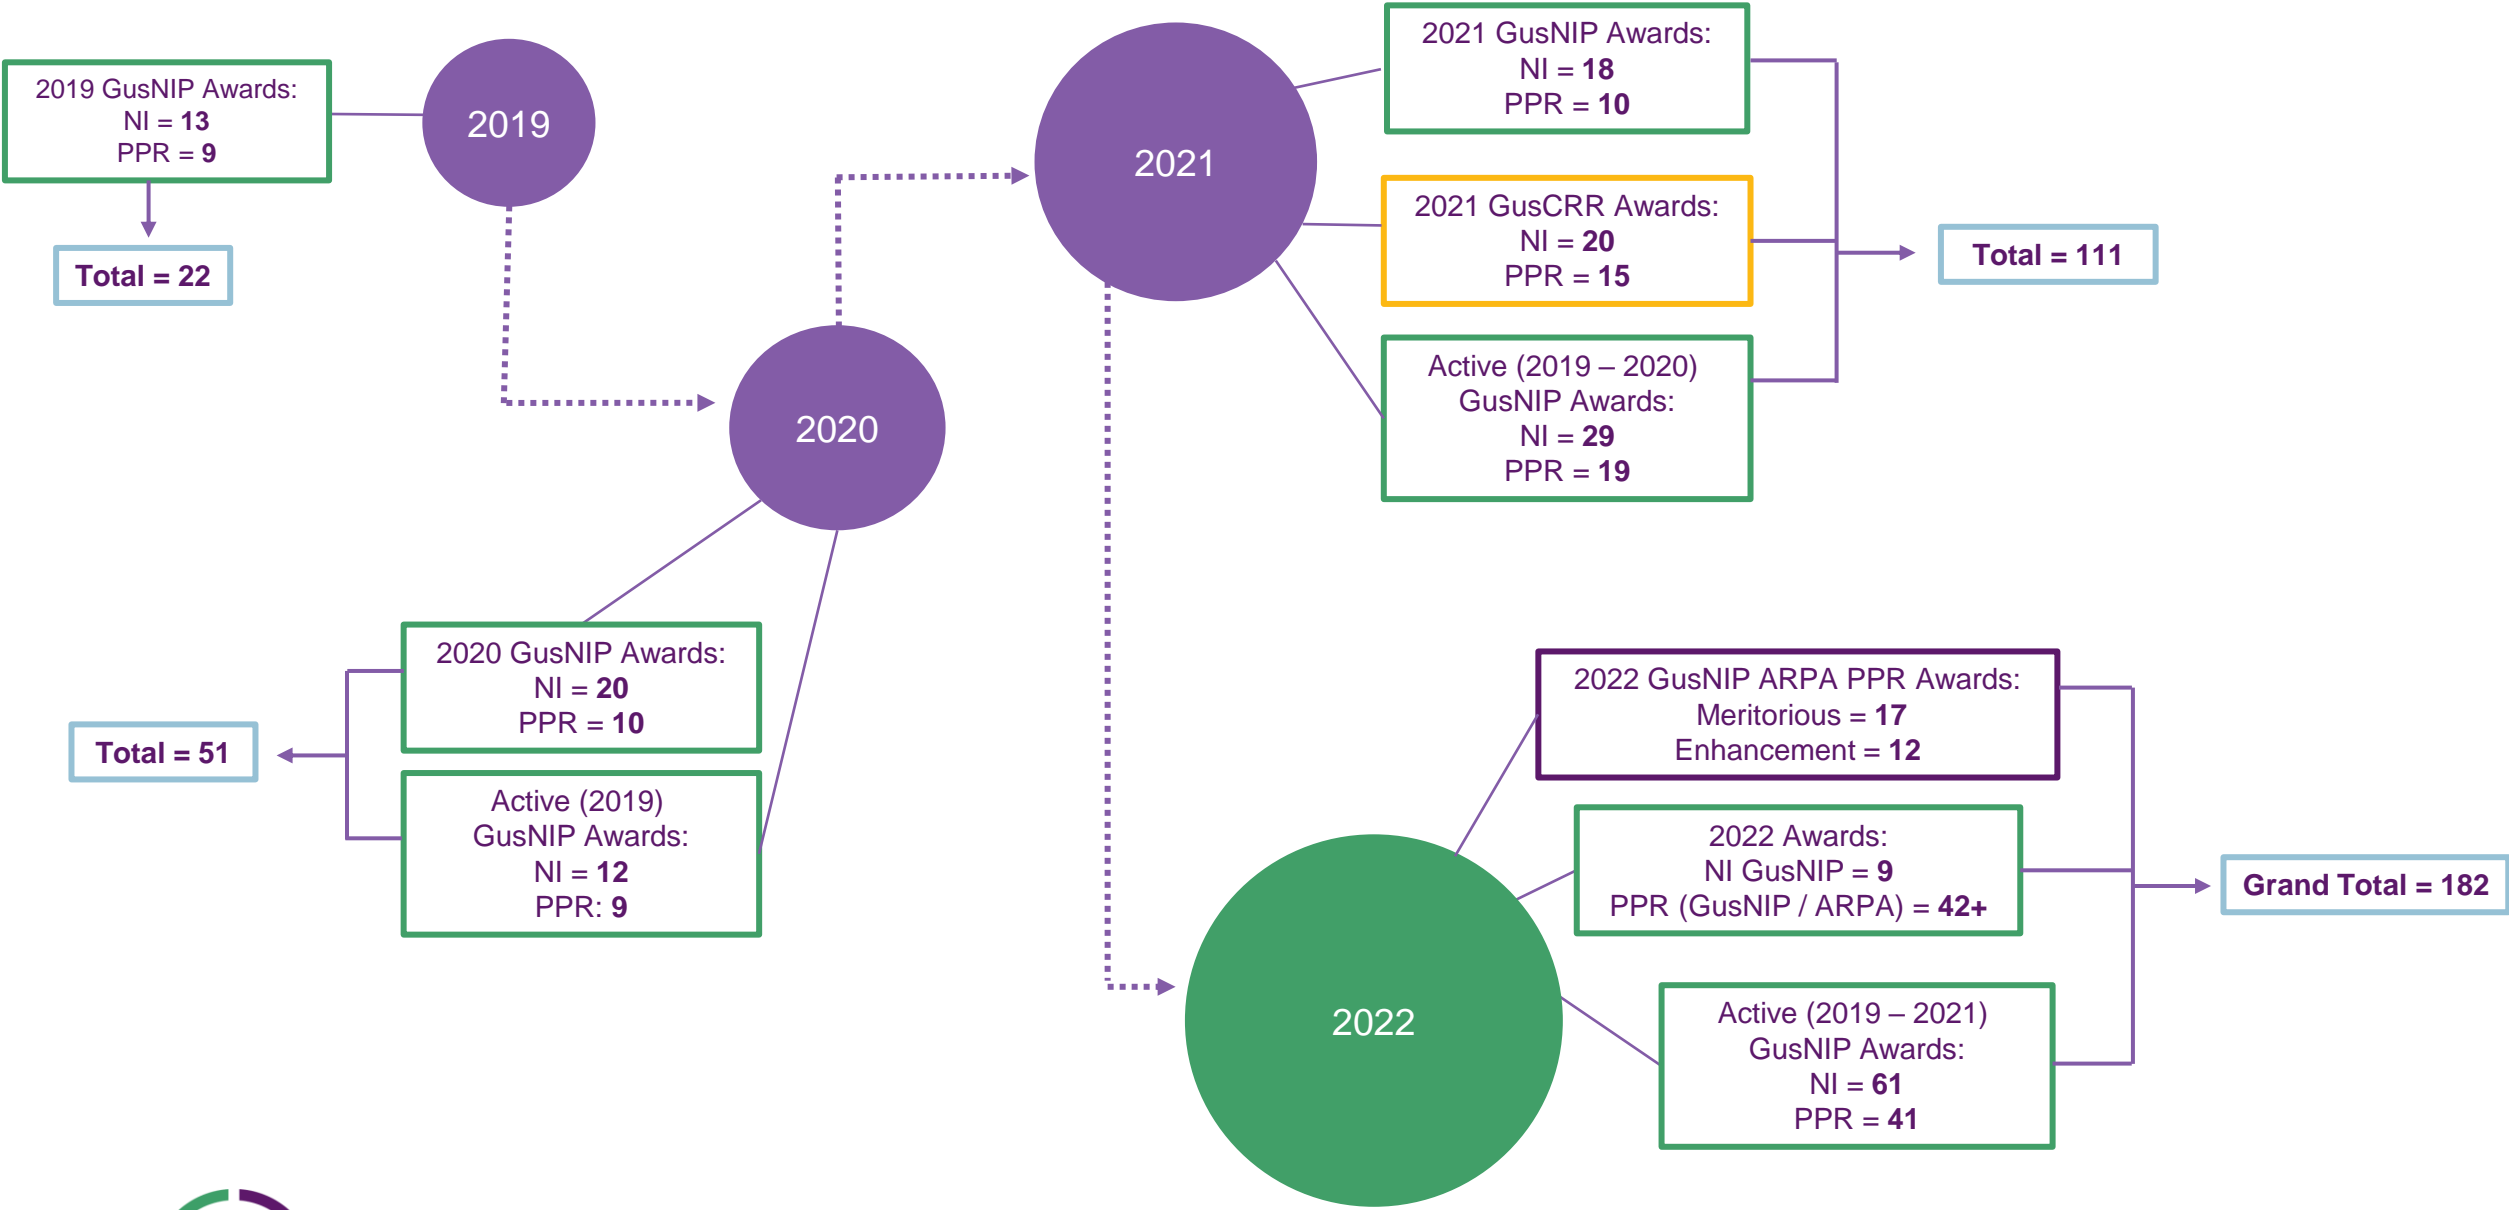 2019 GusNIP Awards:
NI = 13
PPR = 9
Total = 22
2019
2020
2020 GusNIP Awards:
NI = 20
PPR = 10
Active (2019)
GusNIP Awards:
NI = 12
PPR: 9
Total = 51
2021
2021 GusNIP Awards:
NI = 18
PPR = 10
2021 GusCRR Awards:
NI = 20
PPR = 15
Active (2019 – 2020)
GusNIP Awards:
NI = 29
PPR = 19
Total = 111
2022
2022 GusNIP ARPA PPR Awards:
Meritorious = 17
Enhancement = 12
2022 Awards:
NI GusNIP = 9
PPR (GusNIP / ARPA) = 42+
Active (2019 – 2021)
GusNIP Awards:
NI = 61
PPR = 41
Grand Total = 182